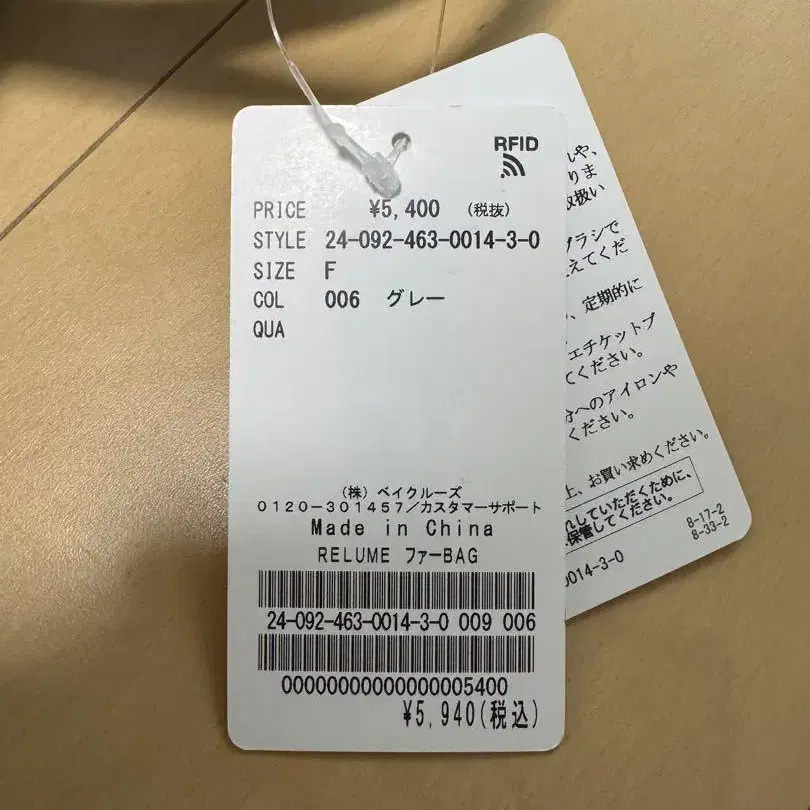 RFID
PRICE ¥5,400 (税抜)
STYLE 24-092-463-0014-3-0
SIZE F
COL 006 グレー
QUA
(株) ベイクルーズ
0120-301457/カスタマーサポート
Made in China
RELUME ファーBAG
24-092-463-0014-3-0 009 006
00000000000000005400
¥5,940(税込)
や、
りま
取扱い
ブラシで
えてくだ
、定期的に
エチケットブ
てください。
分へのアイロンや
ください。
上、お買い求めください。
れしていただくために、
保管してください。
8-17-2
8-33-2
0014-3-0